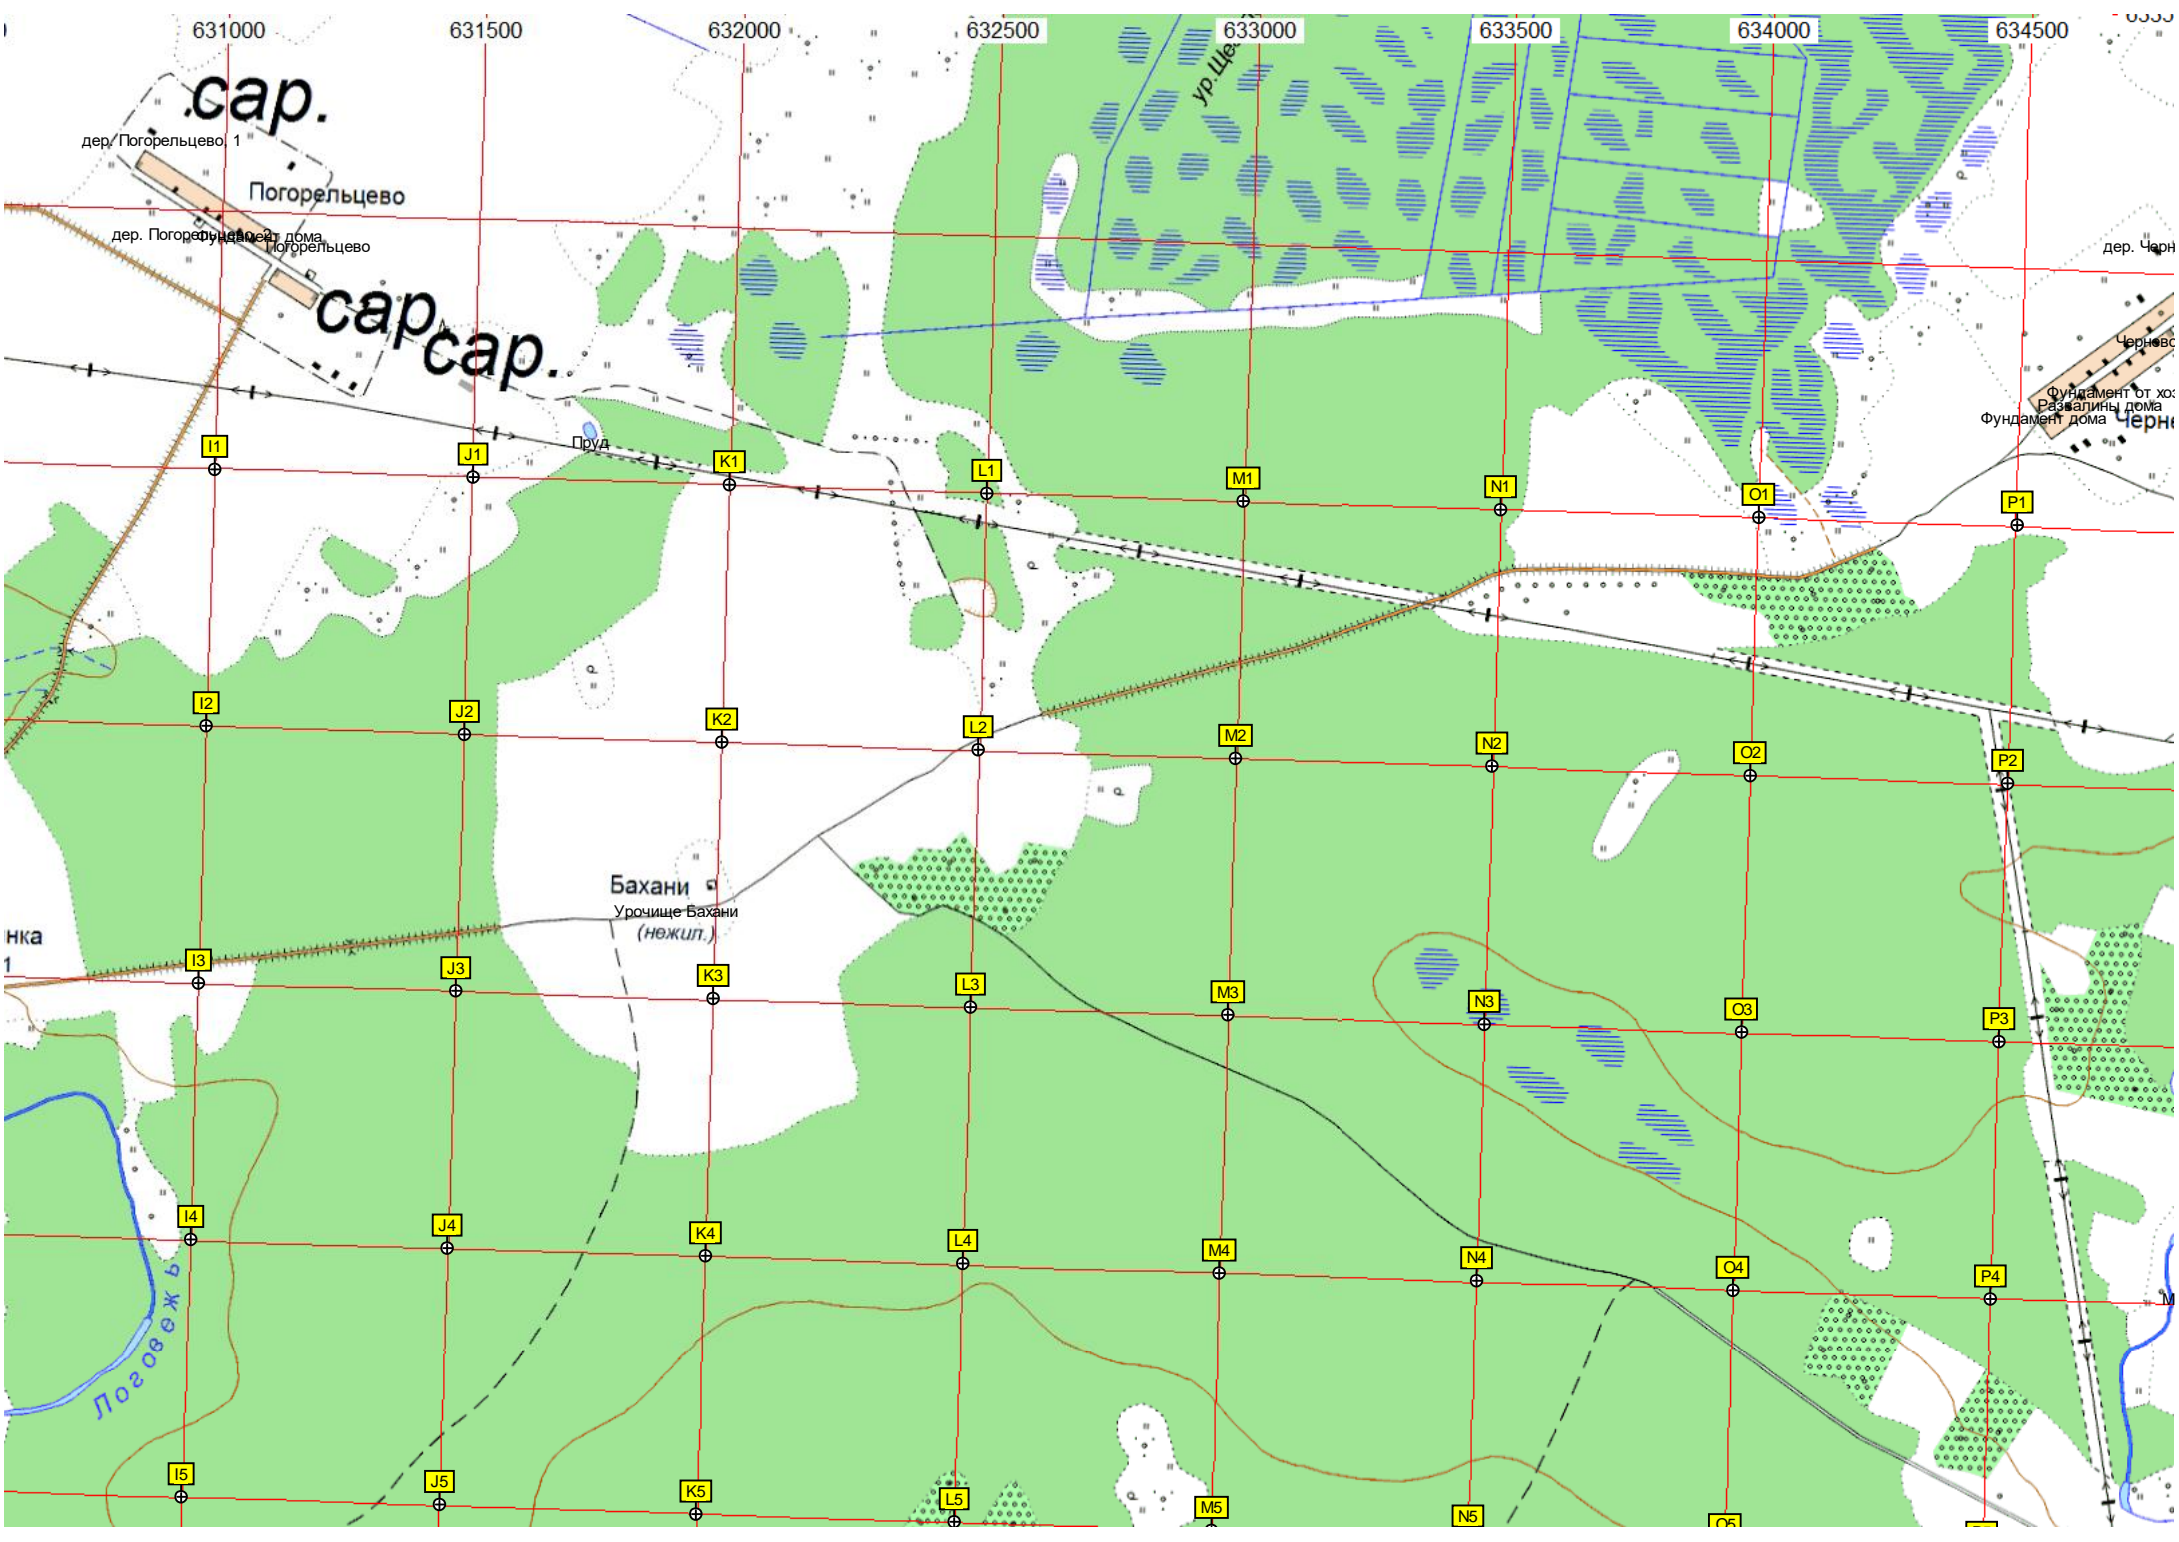 631000 631500 632000 632500 633000 633500 634000 634500
сар.
ур.Ще
дер. Погорельцево, 1
Погорельцево
дер. Погорельцево, 2
Фундамент дома
Погорельцево
дер. Черн
сар.
сар.
Черново
Фундамент от хоз
Развалины дома
Фундамент дома
Черне
Пруд
I1 J1 K1 L1 M1 N1 O1 P1
I2 J2 K2 L2 M2 N2 O2 P2
Бахани
Урочище Бахани
(нежил.)
нка
1
I3 J3 K3 L3 M3 N3 O3 P3
I4 J4 K4 L4 M4 N4 O4 P4
М
Логовежь
I5 J5 K5 L5 M5 N5 O5